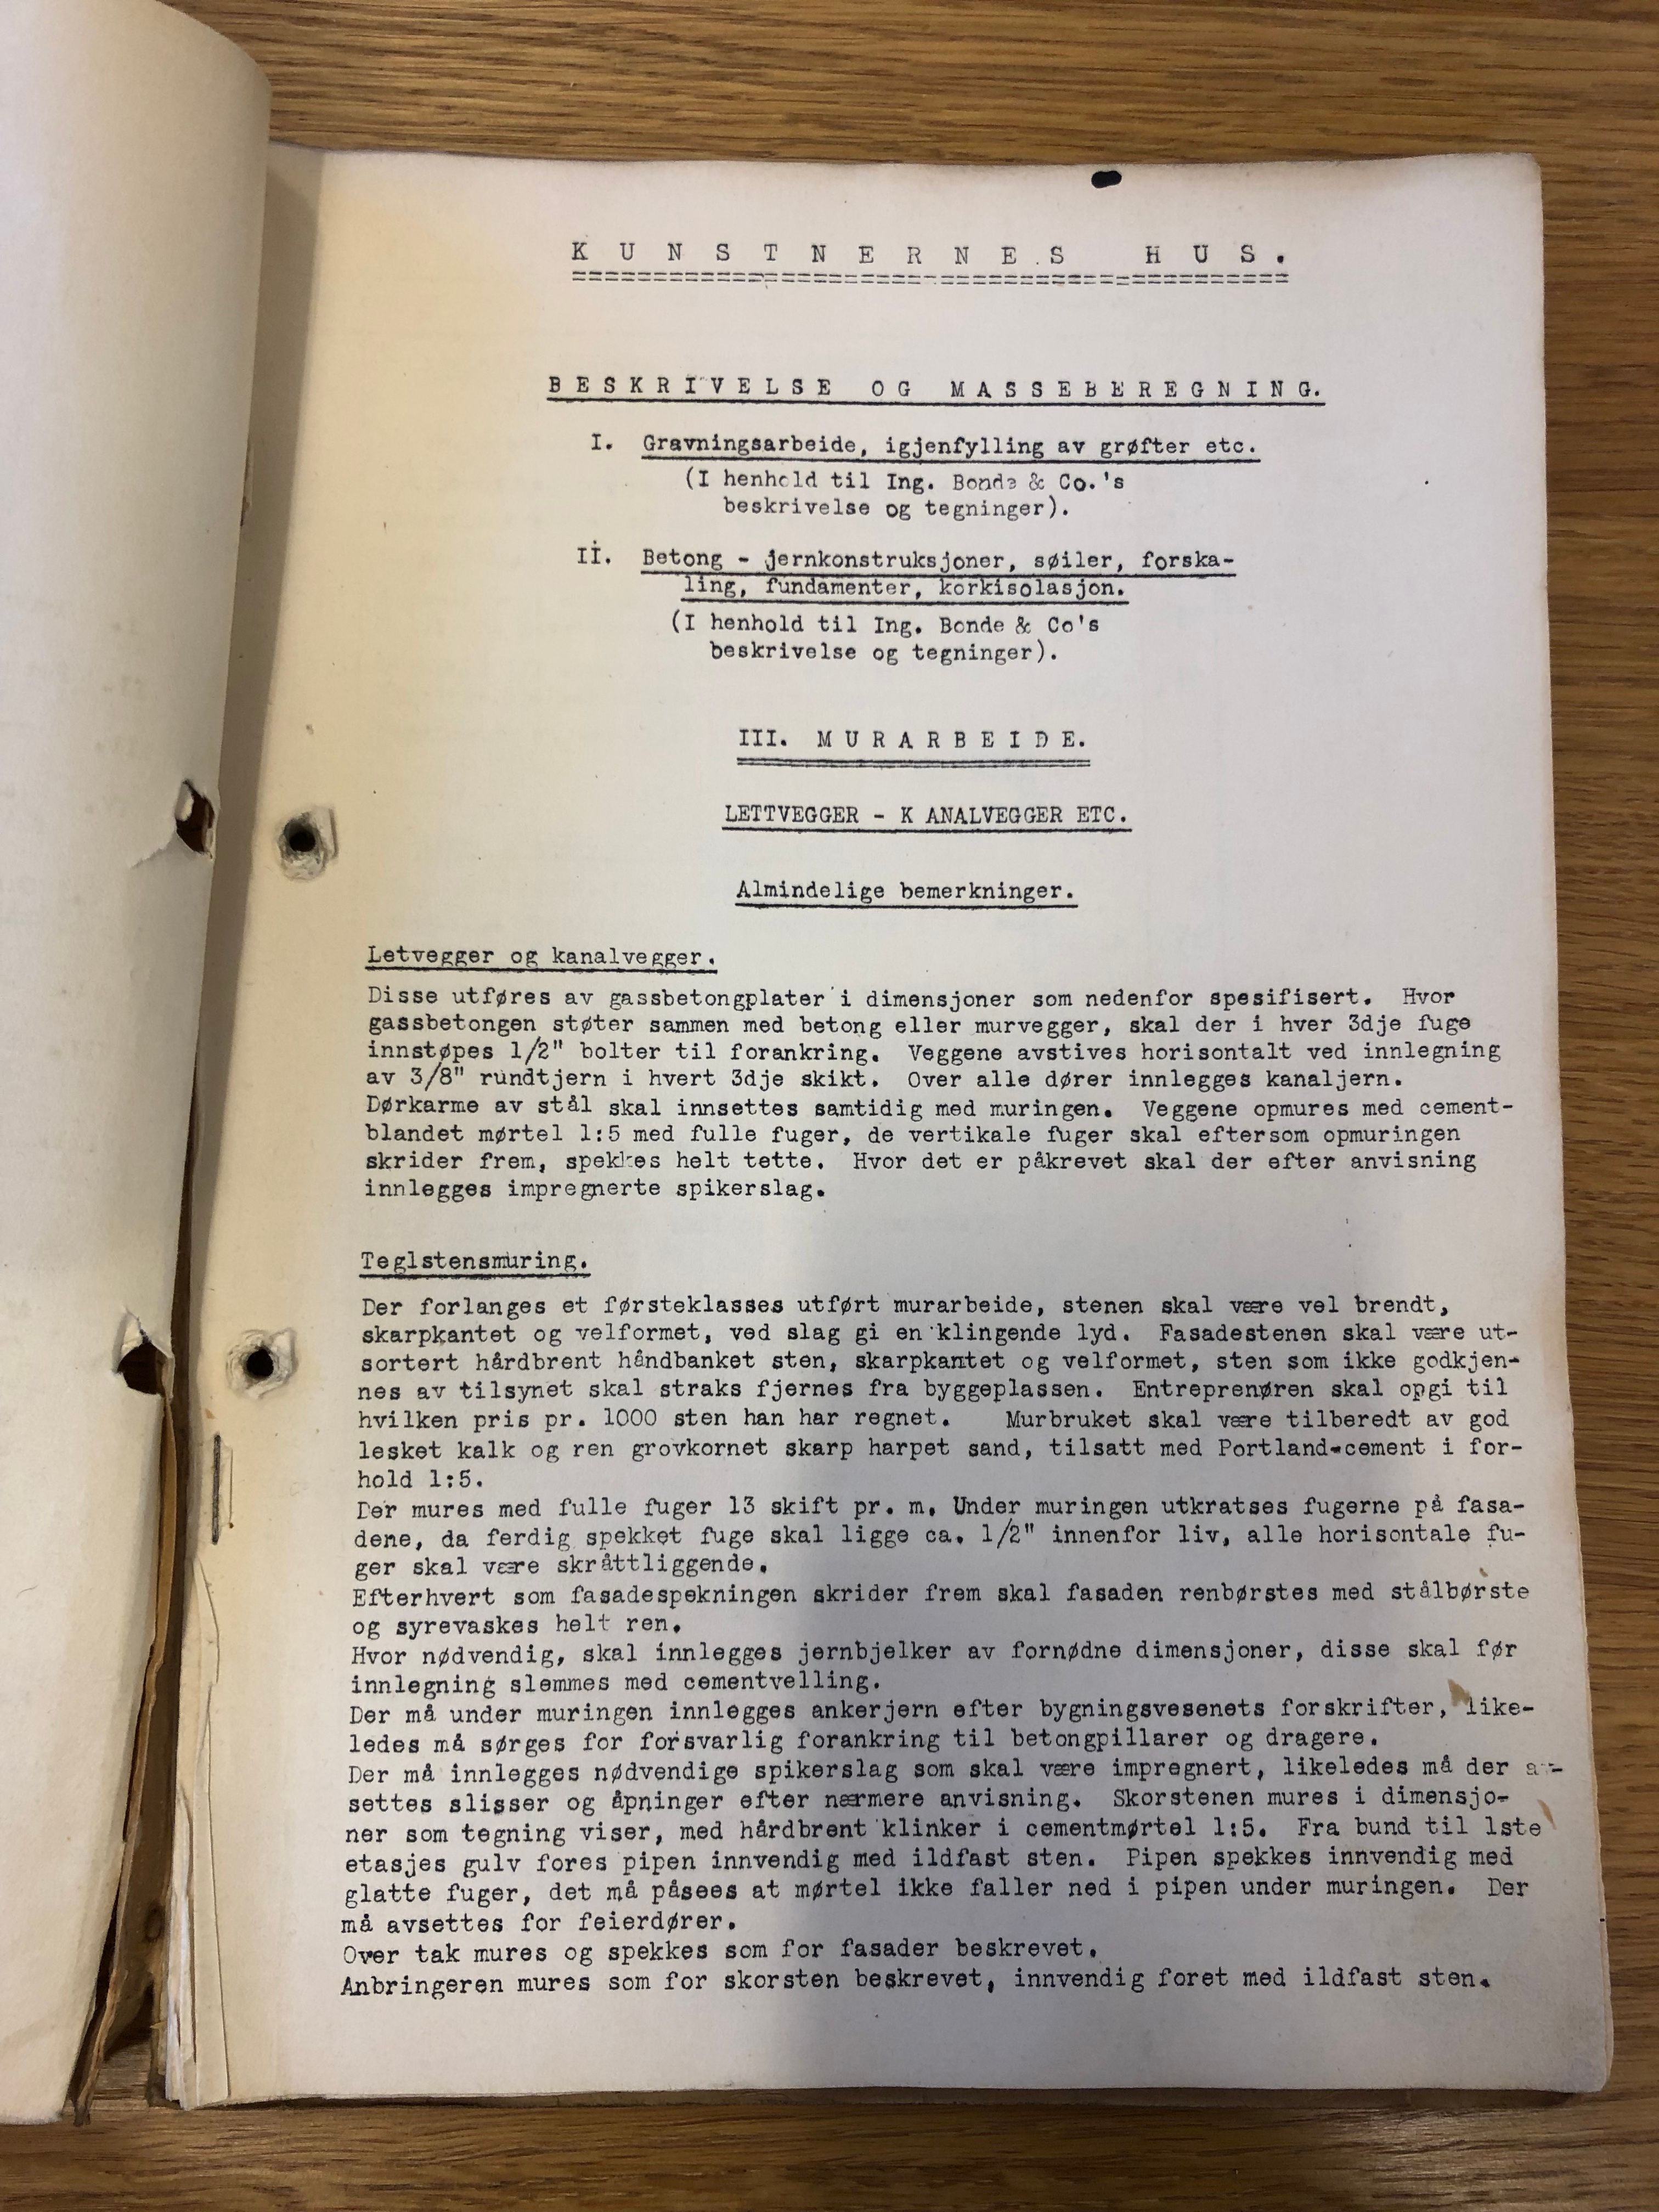 KUNSTNERNES HUS.
BESKRIVELSE OG MASSEBEREGNING.
I. Gravningsarbeide, igjenfylling av grøfter etc.
(I henhold til Ing. Bonde & Co.'s
beskrivelse og tegninger).
II. Betong - jernkonstruksjoner, søiler, forska-
ling, fundamenter, korkisolasjon.
(I henhold til Ing. Bonde & Co's
beskrivelse og tegninger).
III. MURARBEIDE.
LETTVEGGER - K ANALVEGGER ETC.
Almindelige bemerkninger.
Letvegger og kanalvegger.
Disse utføres av gassbetongplater i dimensjoner som nedenfor spesifisert. Hvor
gassbetongen støter sammen med betong eller murvegger, skal der i hver 3dje fuge
innstøpes 1/2" bolter til forankring. Veggene avstives horisontalt ved innlegning
av 3/8" rundtjern i hvert 3dje skikt. Over alle dører innlegges kanaljern.
Dørkarme av stål skal innsettes samtidig med muringen. Veggene opmures med cement-
blandet mørtel 1:5 med fulle fuger, de vertikale fuger skal eftersom opmuringen
skrider frem, spekkes helt tette. Hvor det er påkrevet skal der efter anvisning
innlegges impregnerte spikerslag.
Teglstensmuring.
Der forlanges et førsteklasses utført murarbeide, stenen skal være vel brendt,
skarpkantet og velformet, ved slag gi en klingende lyd. Fasadestenen skal være ut-
sortert hårdbrent håndbanket sten, skarpkantet og velformet, sten som ikke godkjen-
nes av tilsynet skal straks fjernes fra byggeplassen. Entreprenøren skal opgi til
hvilken pris pr. 1000 sten han har regnet. Murbruket skal være tilberedt av god
lesket kalk og ren grovkornet skarp harpet sand, tilsatt med Portland-cement i for-
hold 1:5.
Der mures med fulle fuger 13 skift pr. m. Under muringen utkratses fugerne på fasa-
dene, da ferdig spekket fuge skal ligge ca. 1/2" innenfor liv, alle horisontale fu-
ger skal være skråttliggende.
Efterhvert som fasadespekningen skrider frem skal fasaden renbørstes med stålbørste
og syrevaskes helt ren.
Hvor nødvendig, skal innlegges jernbjelker av fornødne dimensjoner, disse skal før
innlegning slemmes med cementvelling.
Der må under muringen innlegges ankerjern efter bygningsvesenets forskrifter, like-
ledes må sørges for forsvarlig forankring til betongpillarer og dragere.
Der må innlegges nødvendige spikerslag som skal være impregnert, likeledes må der av-
settes slisser og åpninger efter nærmere anvisning. Skorstenen mures i dimensjo-
ner som tegning viser, med hårdbrent klinker i cementmørtel 1:5. Fra bund til 1ste
etasjes gulv fores pipen innvendig med ildfast sten. Pipen spekkes innvendig med
glatte fuger, det må påsees at mørtel ikke faller ned i pipen under muringen. Der
må avsettes for feierdører.
Over tak mures og spekkes som for fasader beskrevet.
Anbringeren mures som for skorsten beskrevet, innvendig foret med ildfast sten.